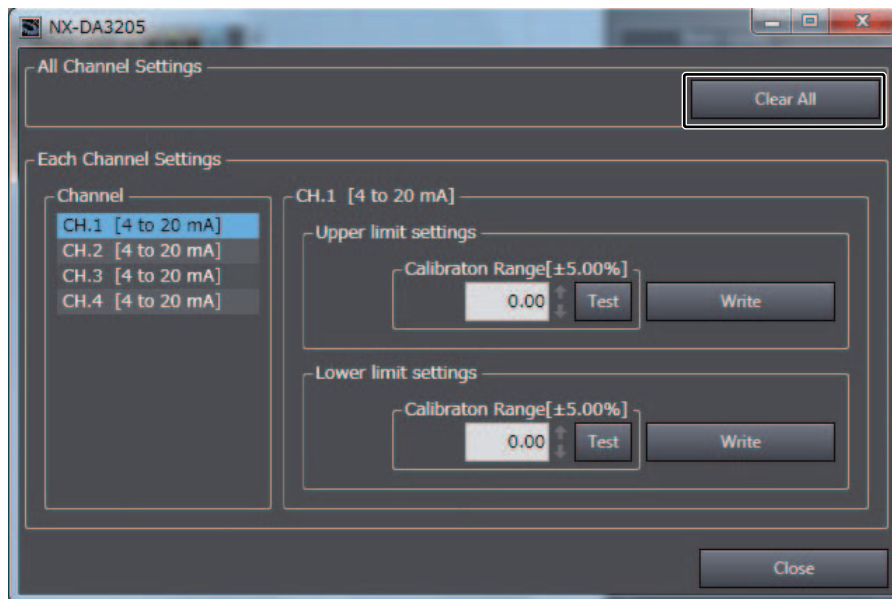 NX-DA3205
All Channel Settings
Clear All
Each Channel Settings
Channel
CH.1 [4 to 20 mA]
CH.2 [4 to 20 mA]
CH.3 [4 to 20 mA]
CH.4 [4 to 20 mA]
CH.1 [4 to 20 mA]
Upper limit settings
Calibraton Range[±5.00%]
0.00 Test Write
Lower limit settings
Calibraton Range[±5.00%]
0.00 Test Write
Close